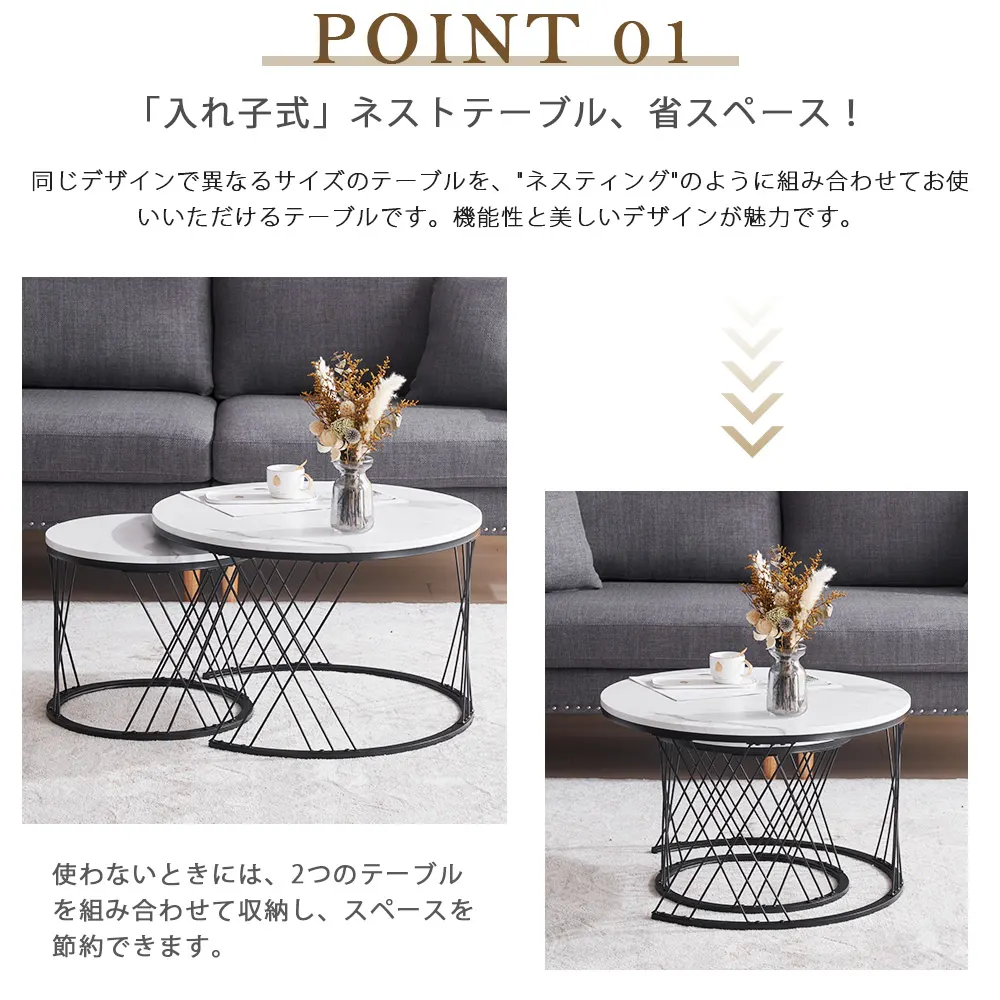 POINT 01
「入れ子式」ネストテーブル、省スペース！
同じデザインで異なるサイズのテーブルを、"ネスティング"のように組み合わせてお使
いいただけるテーブルです。機能性と美しいデザインが魅力です。
使わないときには、2つのテーブル
を組み合わせて収納し、スペースを
節約できます。